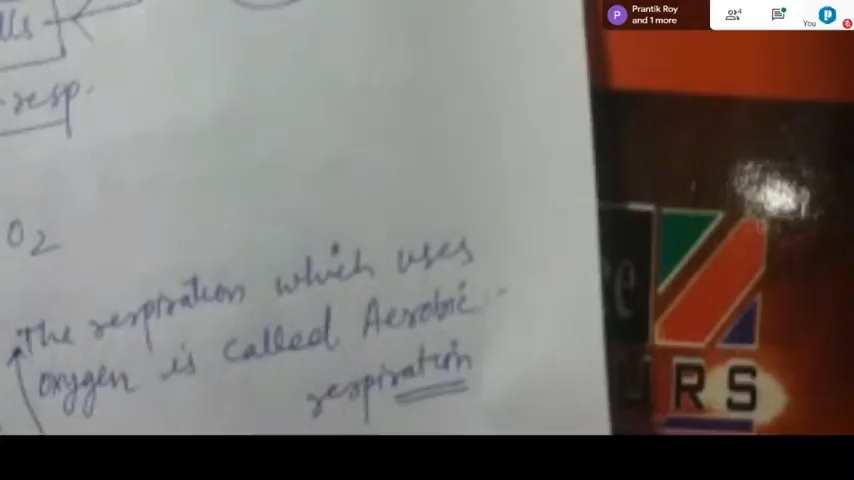 Prantik Roy
and 1 more
4
You
lls
resp.
O2
The respiration which uses
oxygen is called Aerobic
respiration
e
RS